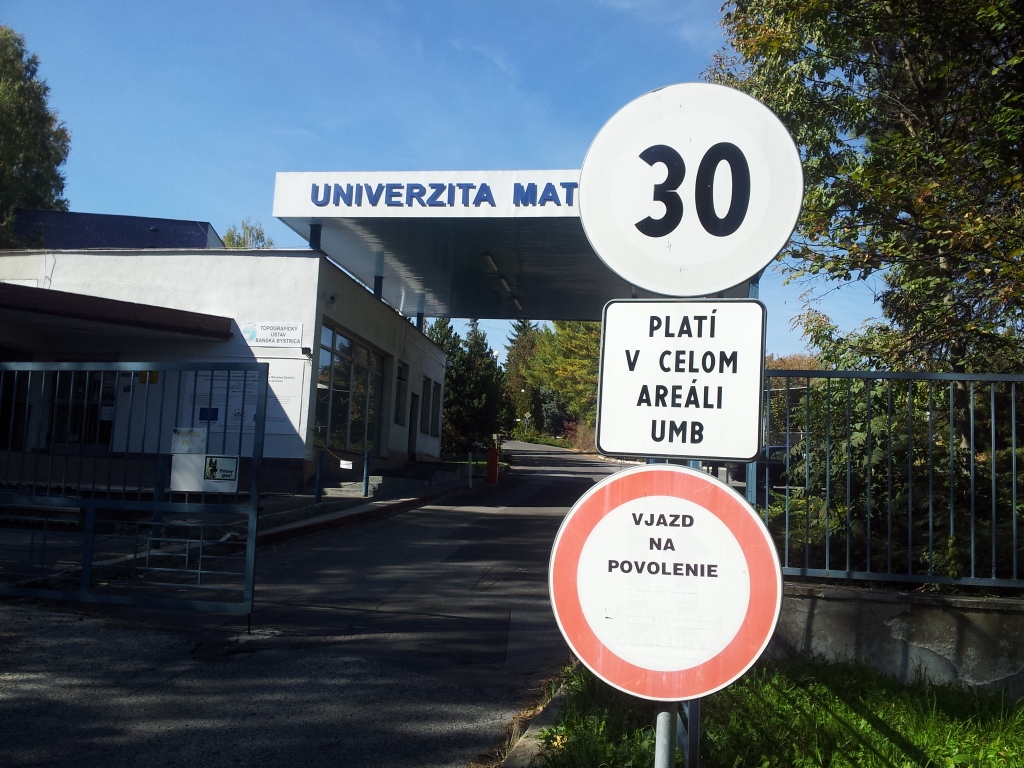 UNIVERZITA MAT
30
PLATÍ
V CELOM
AREÁLI
UMB
VJAZD
NA
POVOLENIE
TOPOGRAFICKÝ
ÚSTAV
BANSKÁ BYSTRICA